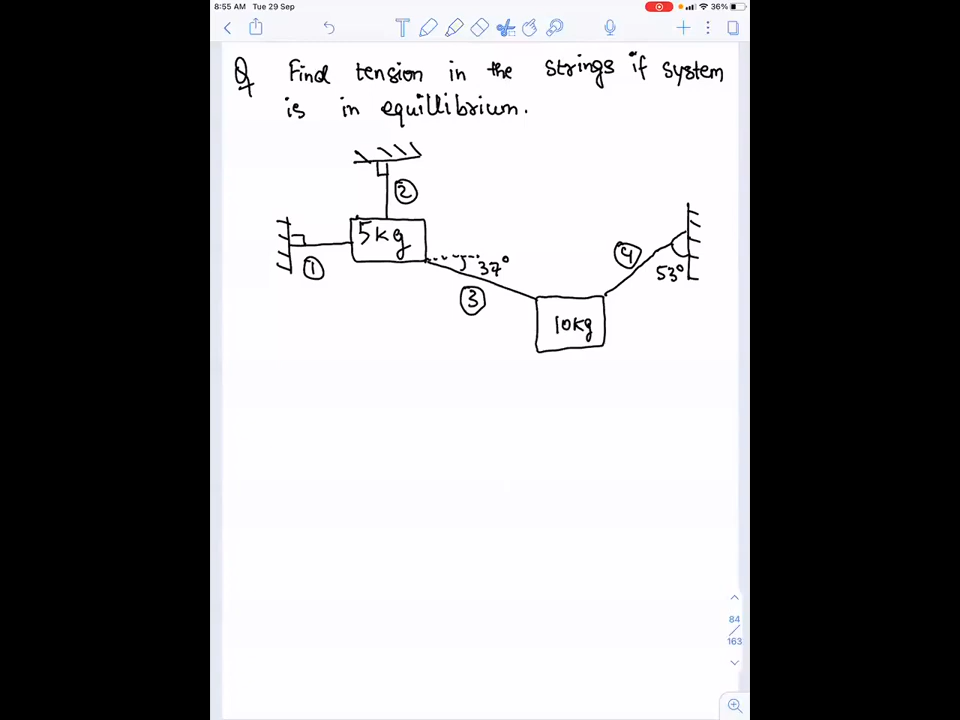 8:55 AM Tue 29 Sep 36%
Q Find tension in the strings if system
is in equillibrium.
2
5kg
1
37°
3
4
53°
10kg
84
163